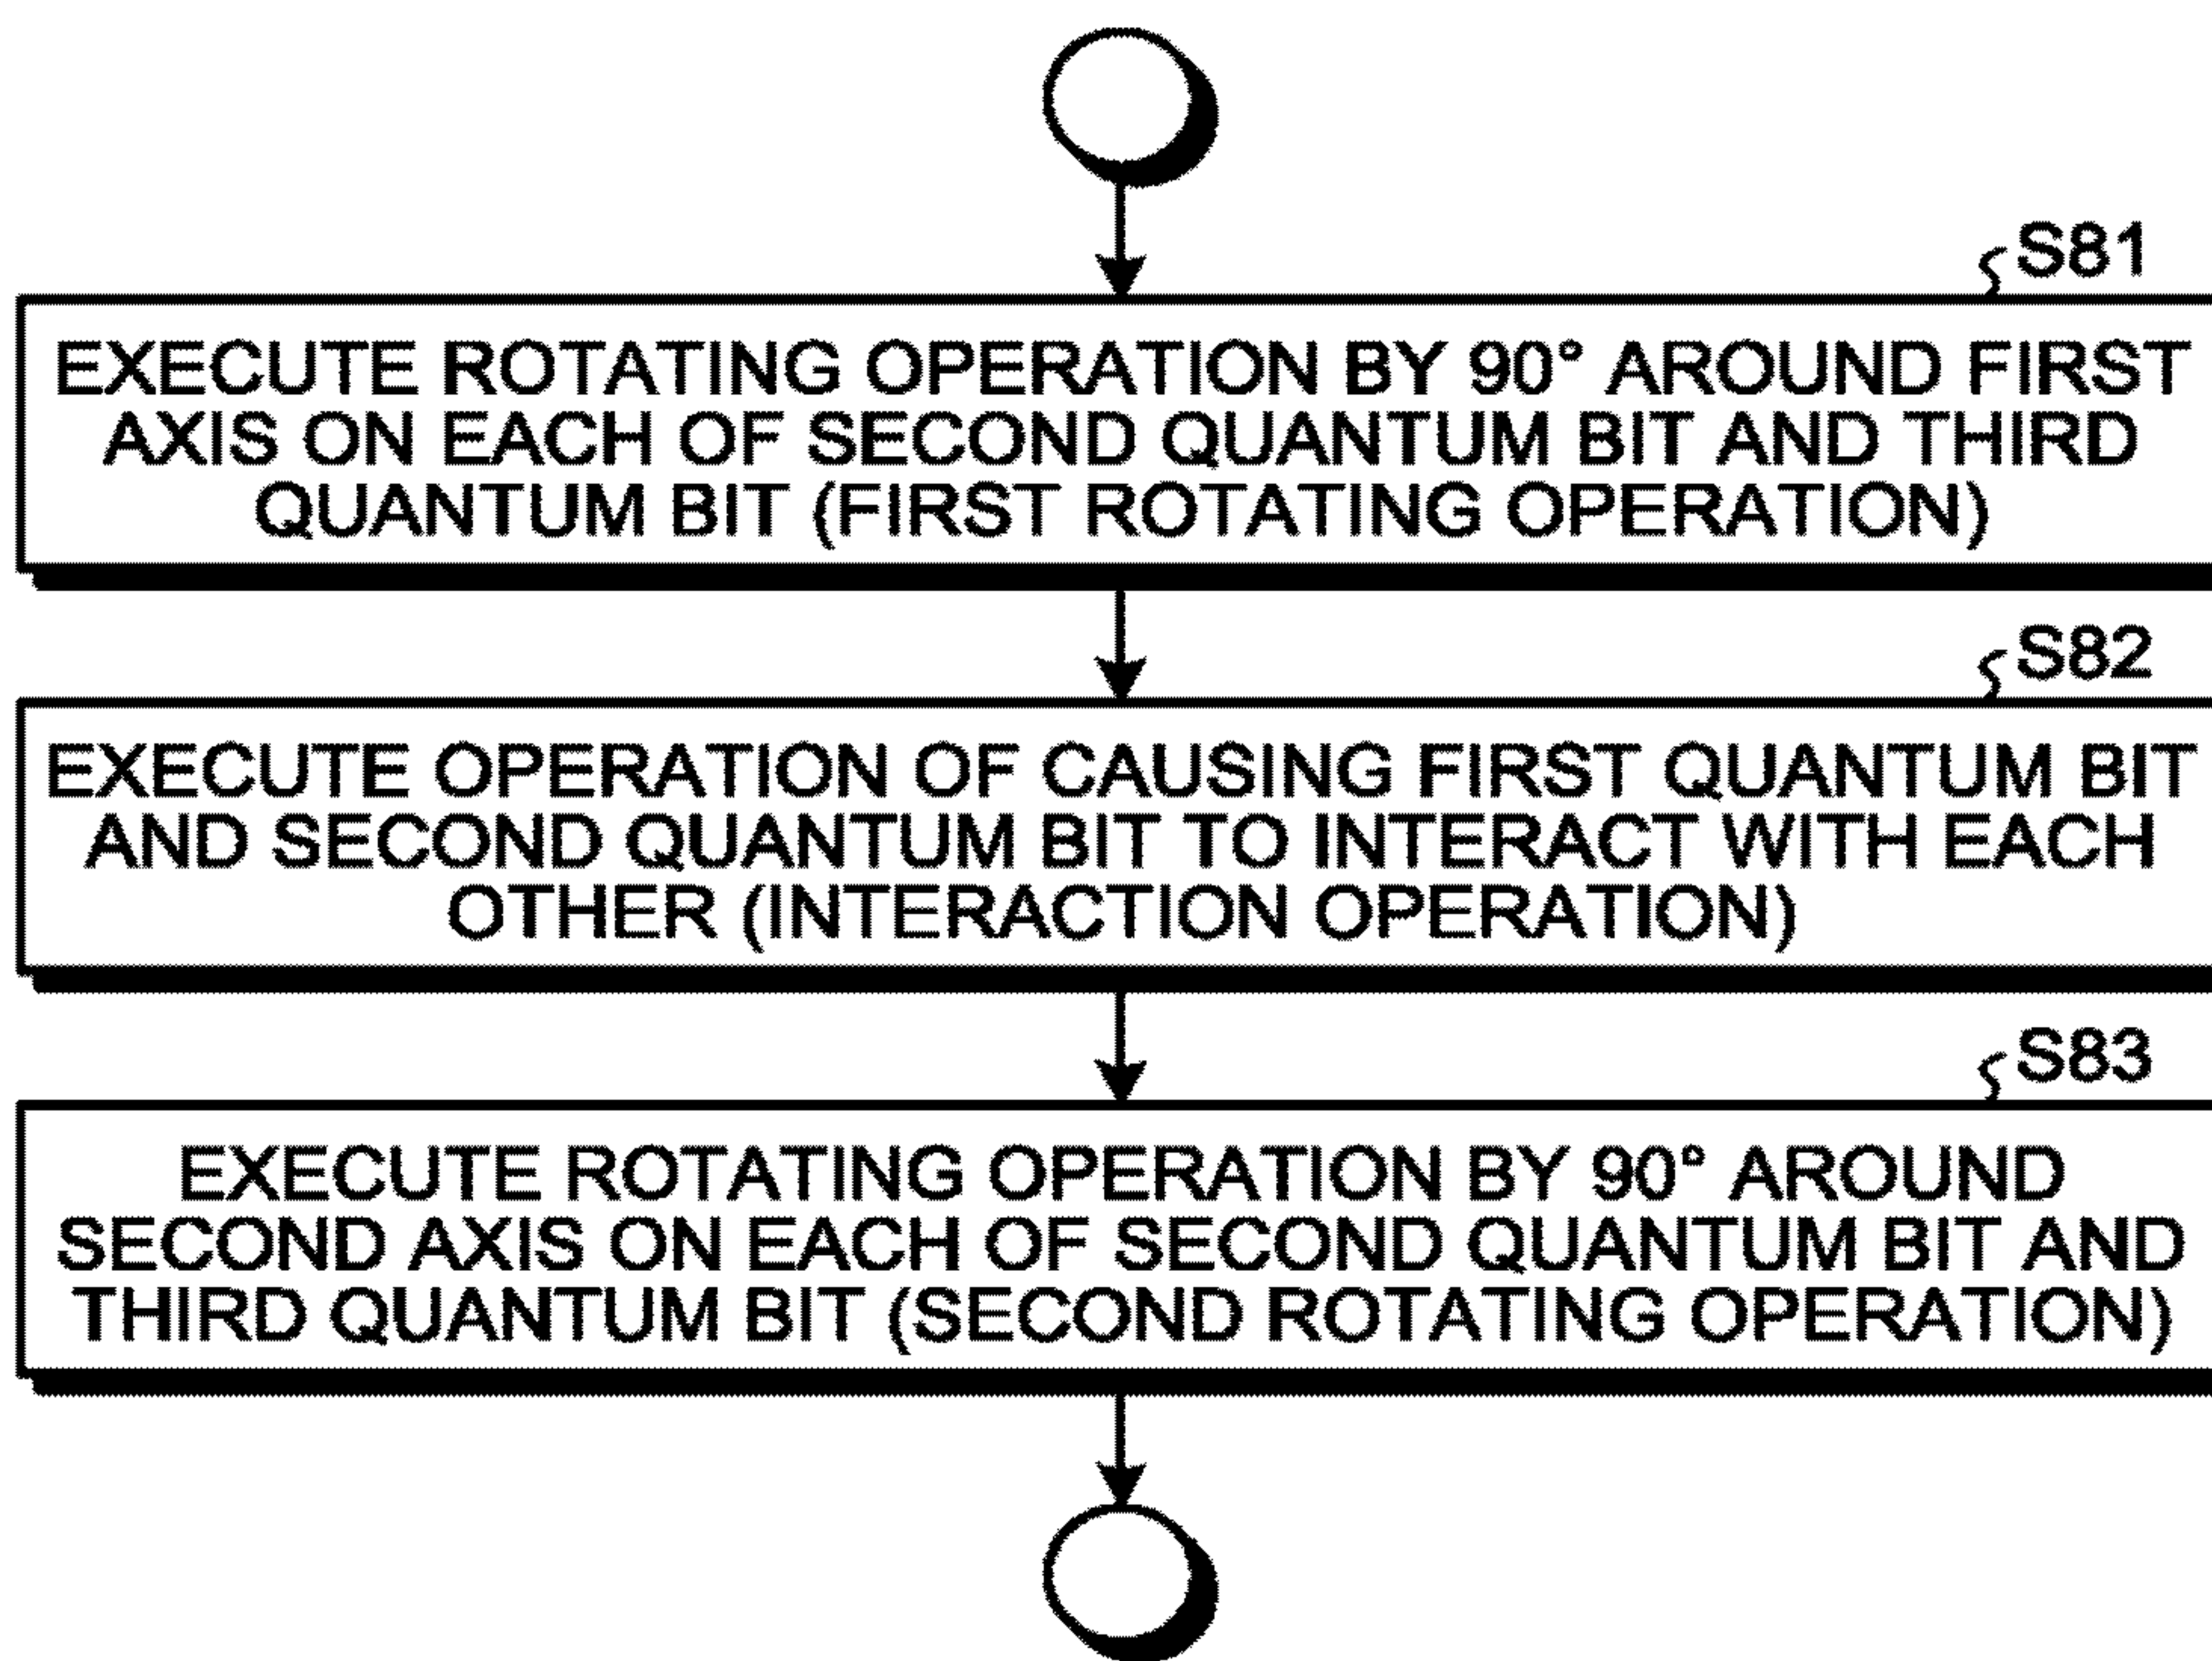 S81
EXECUTE ROTATING OPERATION BY 90° AROUND FIRST
AXIS ON EACH OF SECOND QUANTUM BIT AND THIRD
QUANTUM BIT (FIRST ROTATING OPERATION)
S82
EXECUTE OPERATION OF CAUSING FIRST QUANTUM BIT
AND SECOND QUANTUM BIT TO INTERACT WITH EACH
OTHER (INTERACTION OPERATION)
S83
EXECUTE ROTATING OPERATION BY 90° AROUND
SECOND AXIS ON EACH OF SECOND QUANTUM BIT AND
THIRD QUANTUM BIT (SECOND ROTATING OPERATION)